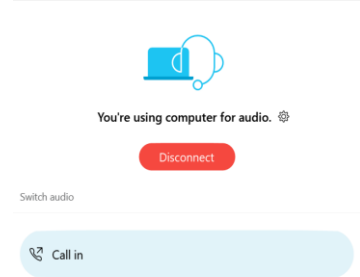 You're using computer for audio.
Disconnect
Switch audio
Call in